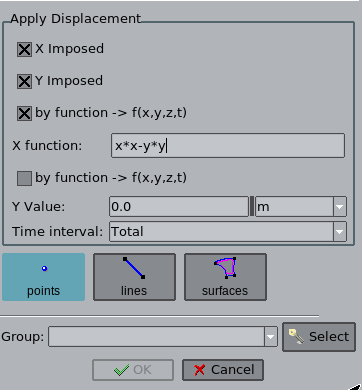 Apply Displacement
X Imposed
Y Imposed
by function -> f(x,y,z,t)
X function: x*x-y*y
by function -> f(x,y,z,t)
Y Value: 0.0 m
Time interval: Total
points lines surfaces
Group: Select
OK Cancel